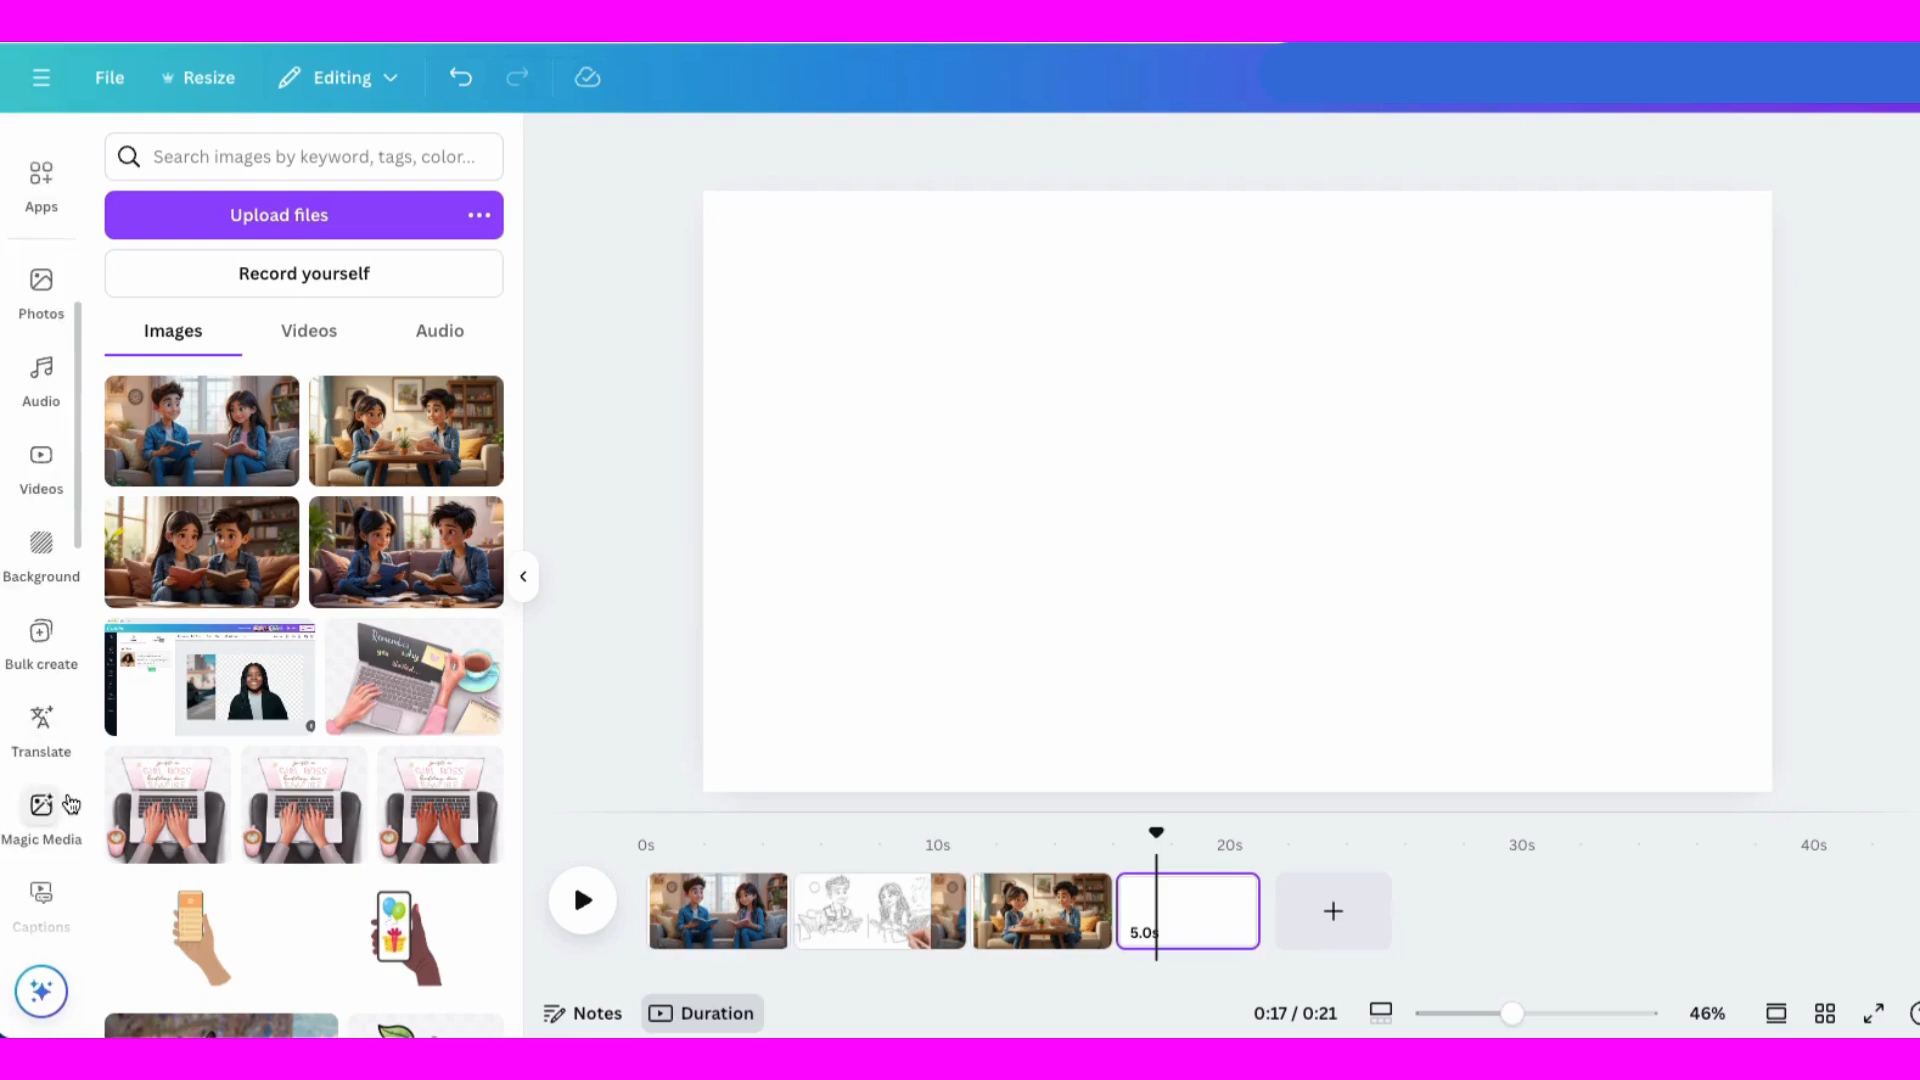 File Resize Editing
Search images by keyword, tags, color...
Apps
Upload files
Record yourself
Photos
Images Videos Audio
Audio
Videos
Background
Bulk create
Translate
Magic Media
Captions
0s 10s 20s 30s 40s
5.0s
Notes Duration 0:17 / 0:21 46%